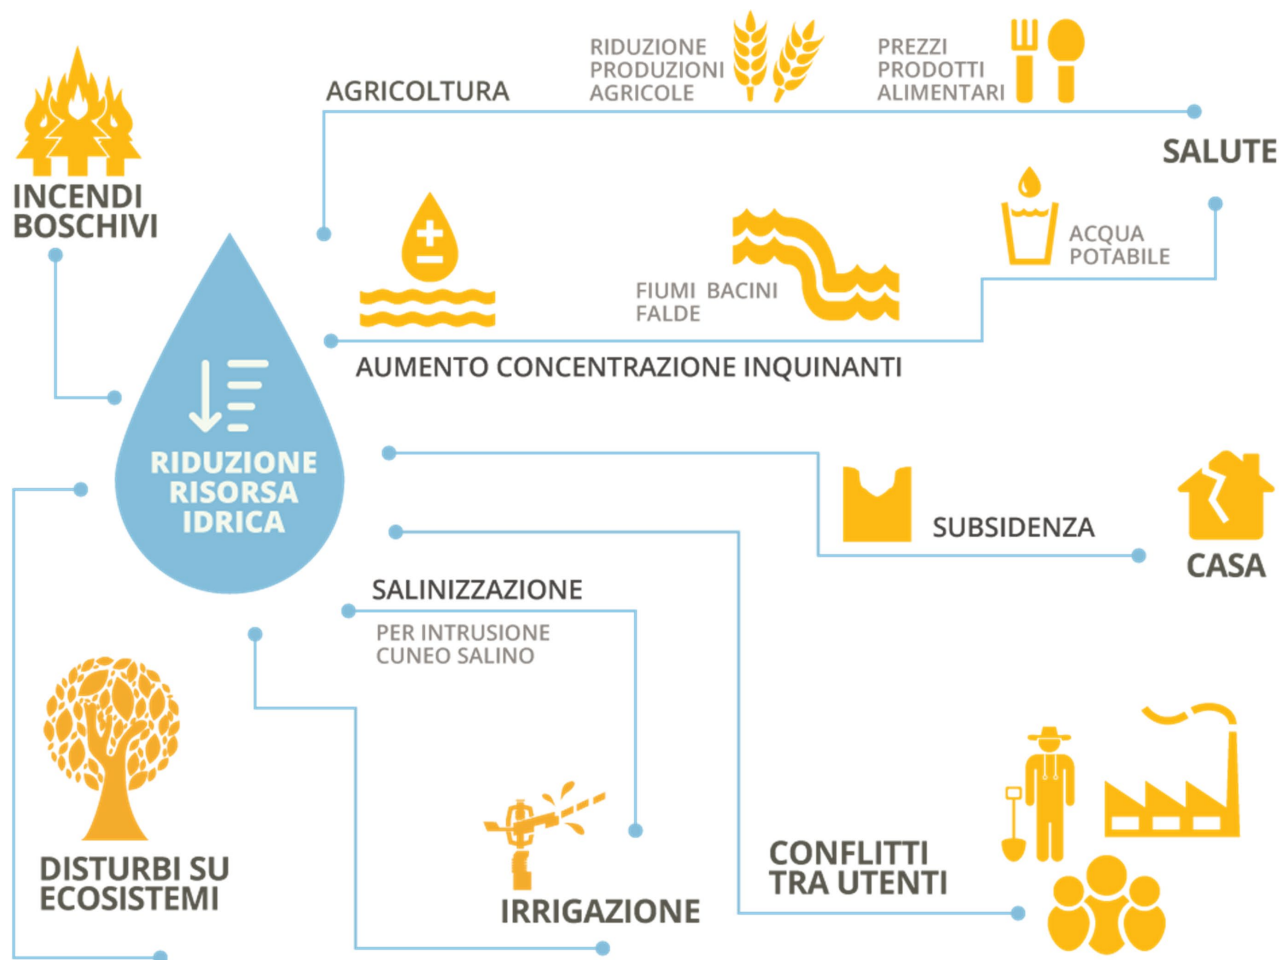 AGRICOLTURA
RIDUZIONE
PRODUZIONI
AGRICOLE
PREZZI
PRODOTTI
ALIMENTARI
SALUTE
INCENDI
BOSCHIVI
ACQUA
POTABILE
FIUMI BACINI
FALDE
AUMENTO CONCENTRAZIONE INQUINANTI
RIDUZIONE
RISORSA
IDRICA
SUBSIDENZA
CASA
SALINIZZAZIONE
PER INTRUSIONE
CUNEO SALINO
DISTURBI SU
ECOSISTEMI
IRRIGAZIONE
CONFLITTI
TRA UTENTI